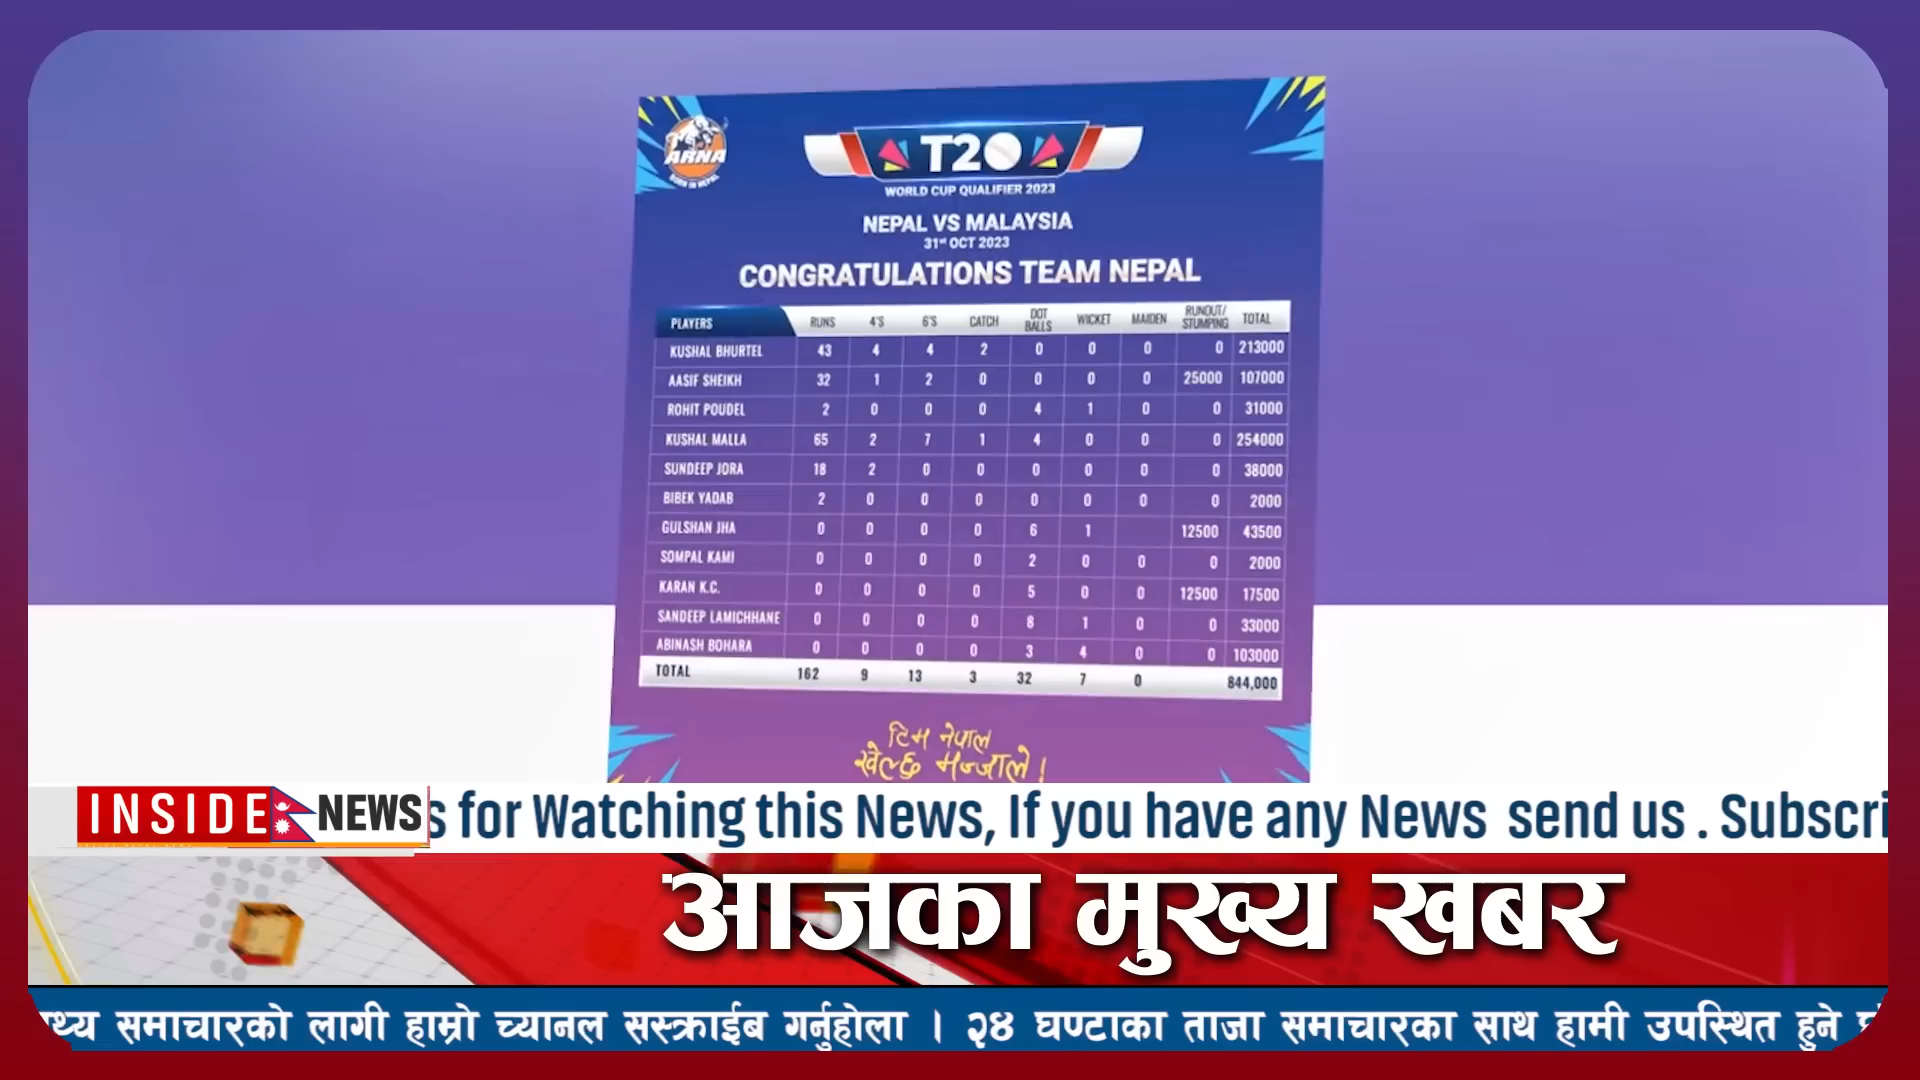 ARNA
BORN IN NEPAL
T20
WORLD CUP QUALIFIER 2023
NEPAL VS MALAYSIA
31st OCT 2023
CONGRATULATIONS TEAM NEPAL
PLAYERS RUNS 4'S 6'S CATCH DOT BALLS WICKET MAIDEN RUNOUT/ STUMPING TOTAL
KUSHAL BHURTEL 43 4 4 2 0 0 0 0 213000
AASIF SHEIKH 32 1 2 0 0 0 0 25000 107000
ROHIT POUDEL 2 0 0 0 4 1 0 0 31000
KUSHAL MALLA 65 2 7 1 4 0 0 0 254000
SUNDEEP JORA 18 2 0 0 0 0 0 0 38000
BIBEK YADAB 2 0 0 0 0 0 0 0 2000
GULSHAN JHA 0 0 0 0 6 1 12500 43500
SOMPAL KAMI 0 0 0 0 2 0 0 0 2000
KARAN K.C. 0 0 0 0 5 0 0 12500 17500
SANDEEP LAMICHHANE 0 0 0 0 8 1 0 0 33000
ABINASH BOHARA 0 0 0 0 3 4 0 0 103000
TOTAL 162 9 13 3 32 7 0 844,000
टिम नेपाल
खेल्छ मज्जाले !
INSIDE NEWS s for Watching this News, If you have any News send us . Subscri
आजका मुख्य खबर
थ्य समाचारको लागी हाम्रो च्यानल सस्क्राईब गर्नुहोला । २४ घण्टाका ताजा समाचारका साथ हामी उपस्थित हुने